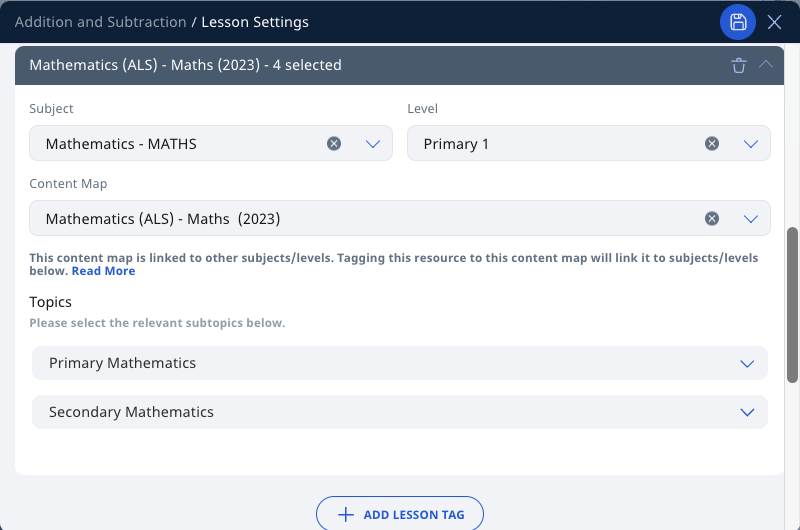 Addition and Subtraction / Lesson Settings
Mathematics (ALS) - Maths (2023) - 4 selected
Subject
Level
Mathematics - MATHS
Primary 1
Content Map
Mathematics (ALS) - Maths  (2023)
This content map is linked to other subjects/levels. Tagging this resource to this content map will link it to subjects/levels
below. Read More
Topics
Please select the relevant subtopics below.
Primary Mathematics
Secondary Mathematics
ADD LESSON TAG